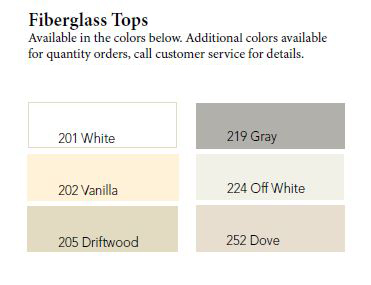 Fiberglass Tops
Available in the colors below. Additional colors available
for quantity orders, call customer service for details.
201 White
219 Gray
202 Vanilla
224 Off White
205 Driftwood
252 Dove